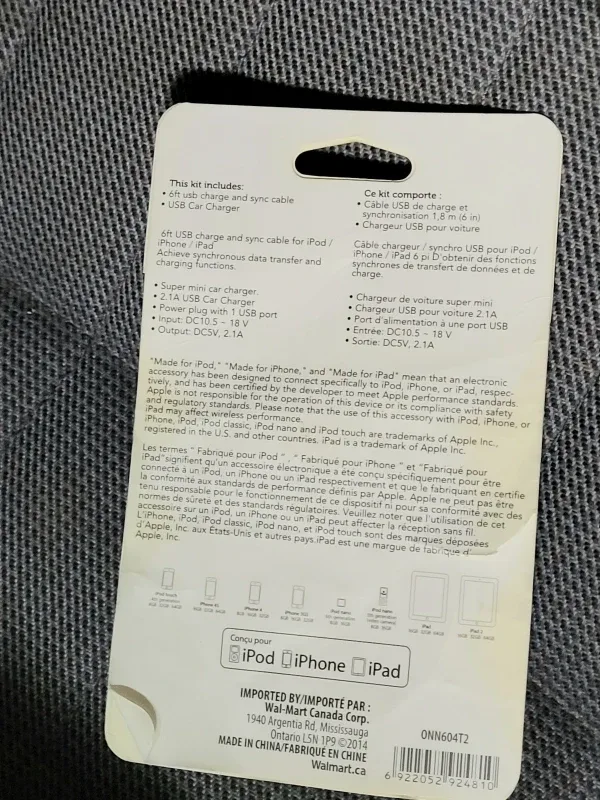 This kit includes:
• 6ft usb charge and sync cable
• USB Car Charger
6ft USB charge and sync cable for iPod /
iPhone / iPad
Achieve synchronous data transfer and
charging functions.
• Super mini car charger.
• 2.1A USB Car Charger
• Power plug with 1 USB port
• Input: DC10.5 ~ 18 V
• Output: DC5V, 2.1A
Ce kit comporte :
• Câble USB de charge et
synchronisation 1,8 m (6 in)
• Chargeur USB pour voiture
Câble chargeur / synchro USB pour iPod /
iPhone / iPad 6 pi D'obtenir des fonctions
synchrones de transfert de données et de
charge.
• Chargeur de voiture super mini
• Chargeur USB pour voiture 2.1A
• Port d'alimentation à une port USB
• Entrée: DC10.5 ~ 18 V
• Sortie: DC5V, 2.1A
"Made for iPod," "Made for iPhone," and "Made for iPad" mean that an electronic
accessory has been designed to connect specifically to iPod, iPhone, or iPad, respec-
tively, and has been certified by the developer to meet Apple performance standards.
Apple is not responsible for the operation of this device or its compliance with safety
and regulatory standards. Please note that the use of this accessory with iPod, iPhone, or
iPad may affect wireless performance.
iPhone, iPod, iPod classic, iPod nano and iPod touch are trademarks of Apple Inc.,
registered in the U.S. and other countries. iPad is a trademark of Apple Inc.
Les termes " Fabriqué pour iPod " , " Fabriqué pour iPhone " et "Fabriqué pour
iPad"signifient qu'un accessoire électronique a été conçu spécifiquement pour être
connecté à un iPod, un iPhone ou un iPad respectivement et que le fabriquant en certifie
la conformité aux standards de performance définis par Apple. Apple ne peut pas être
tenu responsable pour le fonctionnement de ce dispositif ni pour sa conformité avec des
normes de sûreté et des standards régulatoires. Veuillez noter que l'utilisation de cet
accessoire sur un iPod, un iPhone ou un iPad peut affecter la réception sans fil.
L'iPhone, iPod, iPod classic, iPod nano, et iPod touch sont des marques déposées
d'Apple, Inc. aux États-Unis et autres pays.iPad est une marque de fabrique d'
Apple, Inc.
iPod touch
iPhone 4S
iPhone 4
iPhone 3GS
iPod nano
iPod nano
iPad
iPad 2
Conçu pour
iPod iPhone iPad
IMPORTED BY/IMPORTÉ PAR :
Wal-Mart Canada Corp.
1940 Argentia Rd, Mississauga
Ontario L5N 1P9 ©2014
MADE IN CHINA/FABRIQUÉ EN CHINE
Walmart.ca
ONN604T2
6 922052 924810